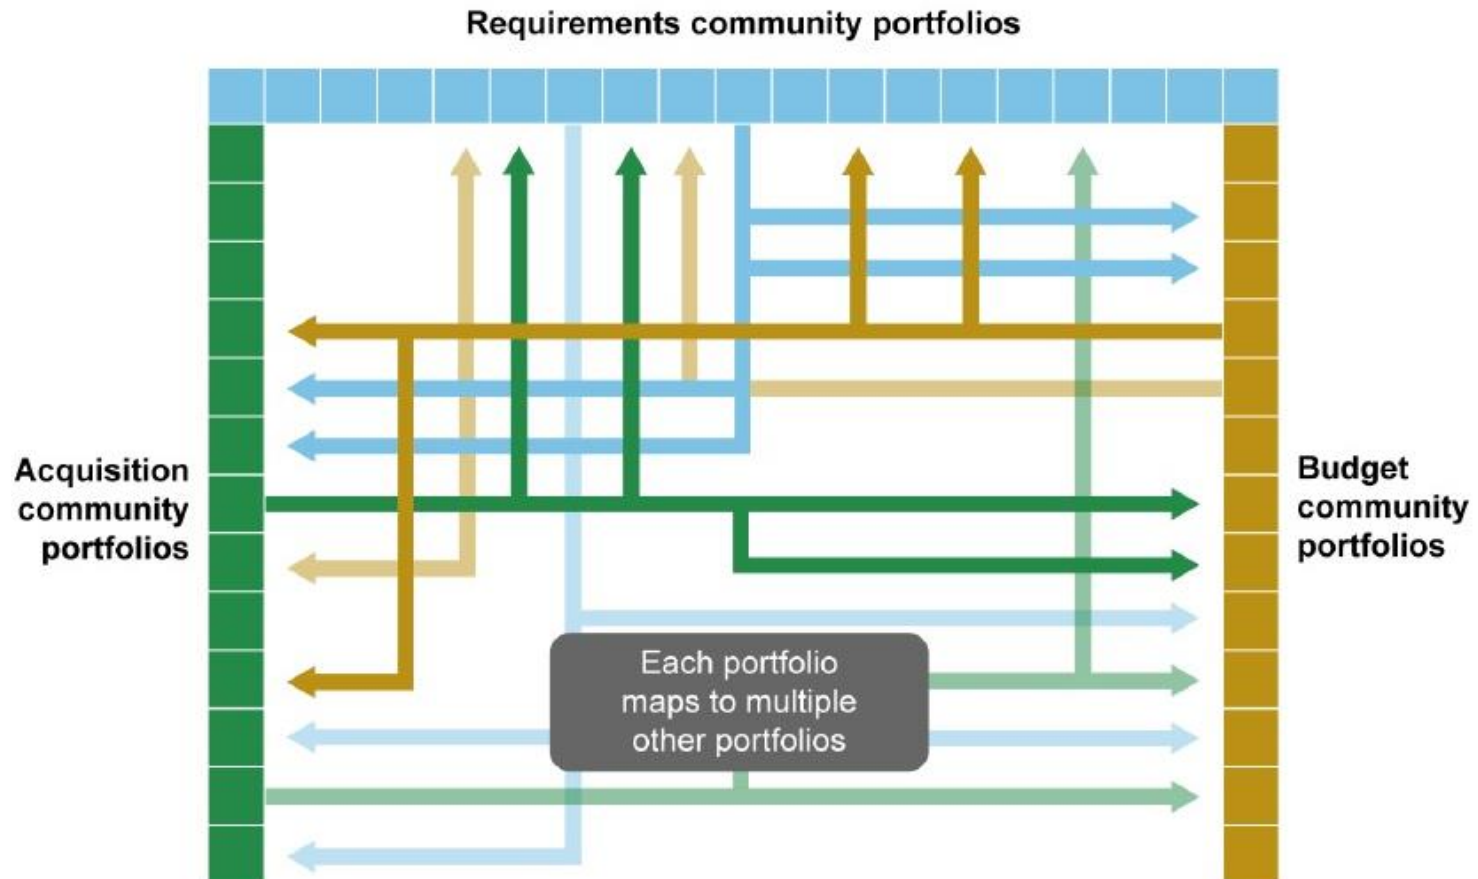 Requirements community portfolios
Acquisition
community
portfolios
Budget
community
portfolios
Each portfolio
maps to multiple
other portfolios